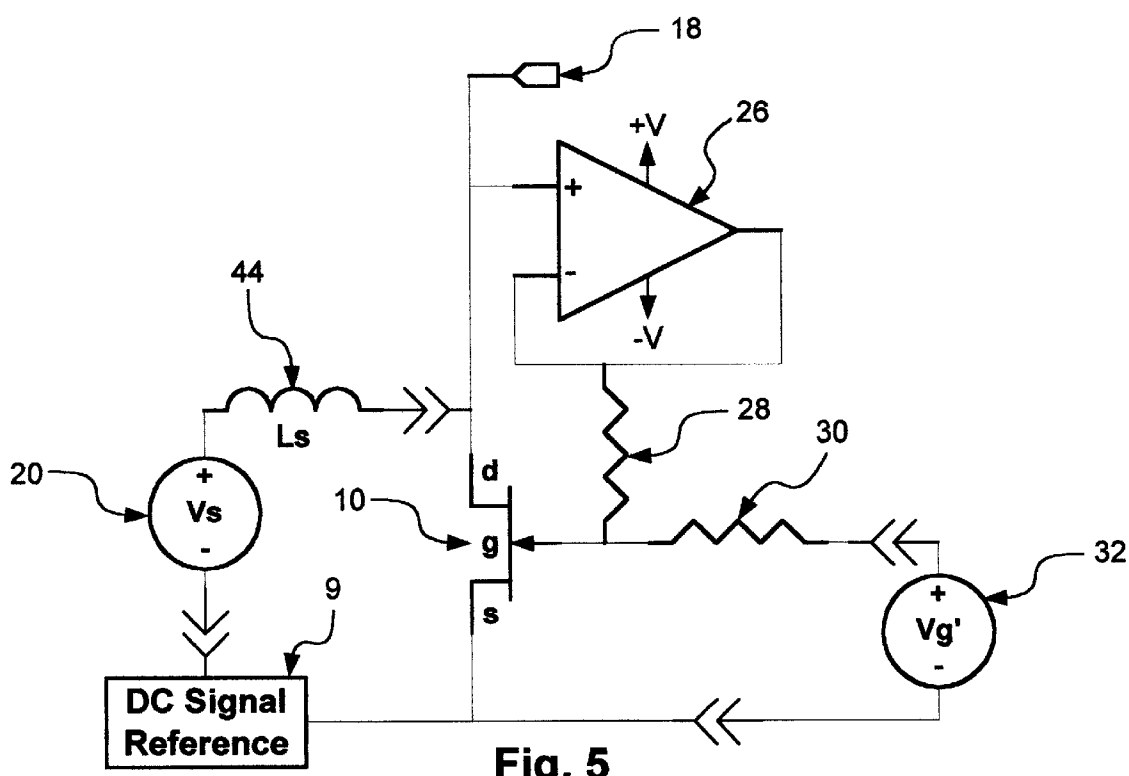 18
+V
26
+
-
-V
44
Ls
28
30
20
+
Vs
-
10
d
g
s
32
+
Vg'
-
9
DC Signal
Reference
Fig. 5